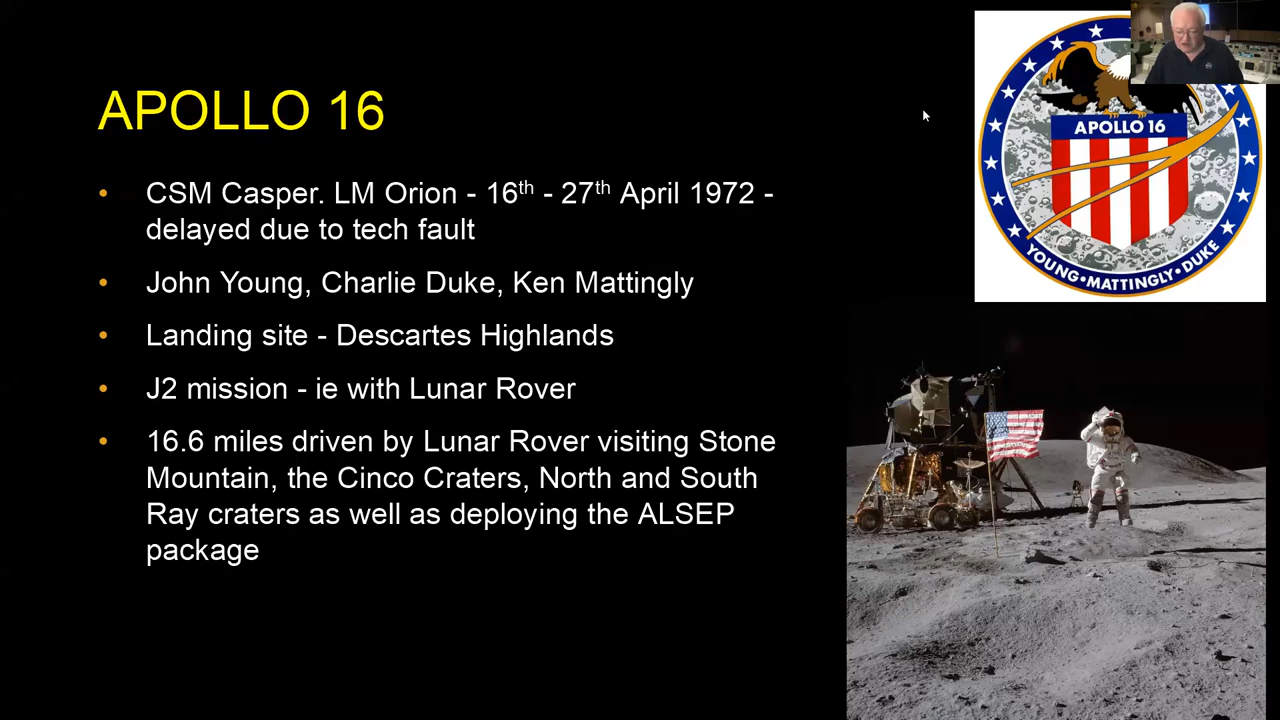 APOLLO 16
• CSM Casper. LM Orion - 16th - 27th April 1972 -
delayed due to tech fault
• John Young, Charlie Duke, Ken Mattingly
• Landing site - Descartes Highlands
• J2 mission - ie with Lunar Rover
• 16.6 miles driven by Lunar Rover visiting Stone
Mountain, the Cinco Craters, North and South
Ray craters as well as deploying the ALSEP
package
APOLLO 16
YOUNG•MATTINGLY•DUKE